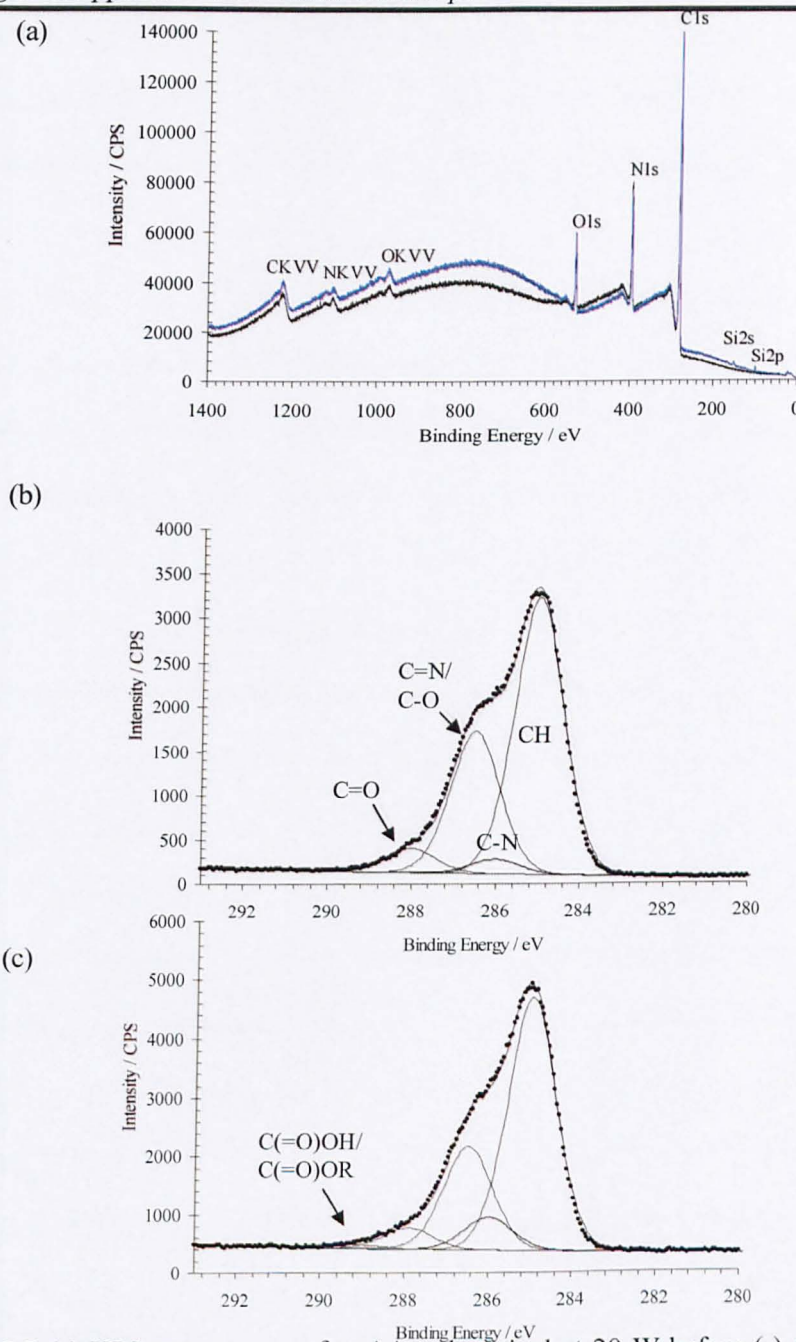 (a)
C1s
140000
120000
100000
80000
60000
40000
20000
0
Intensity / CPS
CKVV
NKVV
OKVV
O1s
N1s
Si2s
Si2p
1400 1200 1000 800 600 400 200
Binding Energy / eV
(b)
4000
3500
3000
2500
2000
1500
1000
500
0
Intensity / CPS
C=N/
C-O
CH
C=O
C-N
292 290 288 286 284 282 280
Binding Energy / eV
(c)
6000
5000
4000
3000
2000
1000
0
Intensity / CPS
C(=O)OH/
C(=O)OR
292 290 288 286 284 282 280
Binding Energy / eV